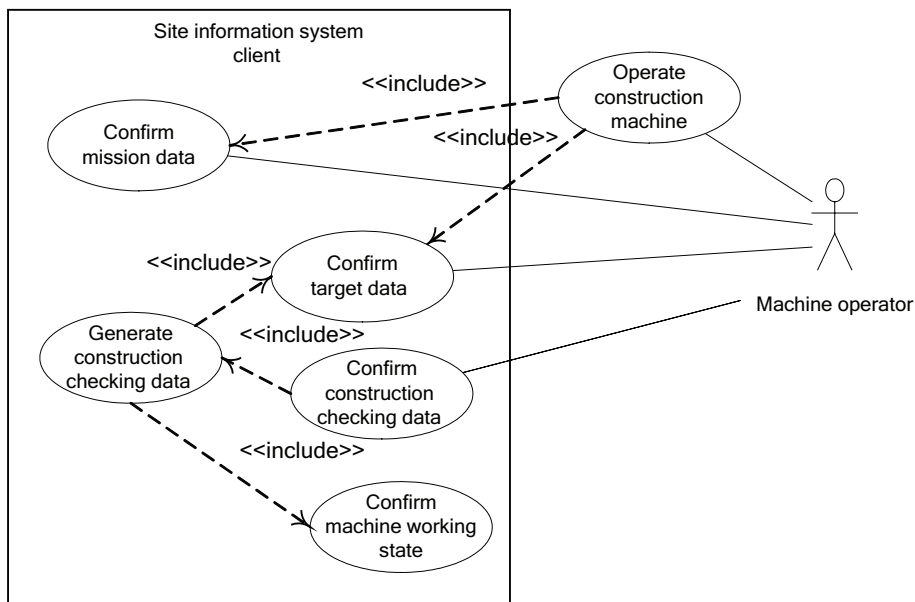 Site information system
client
<<include>>
Operate
construction
machine
<<include>>
Confirm
mission data
<<include>>
Confirm
target data
Machine operator
<<include>>
Generate
construction
checking data
Confirm
construction
checking data
<<include>>
Confirm
machine working
state